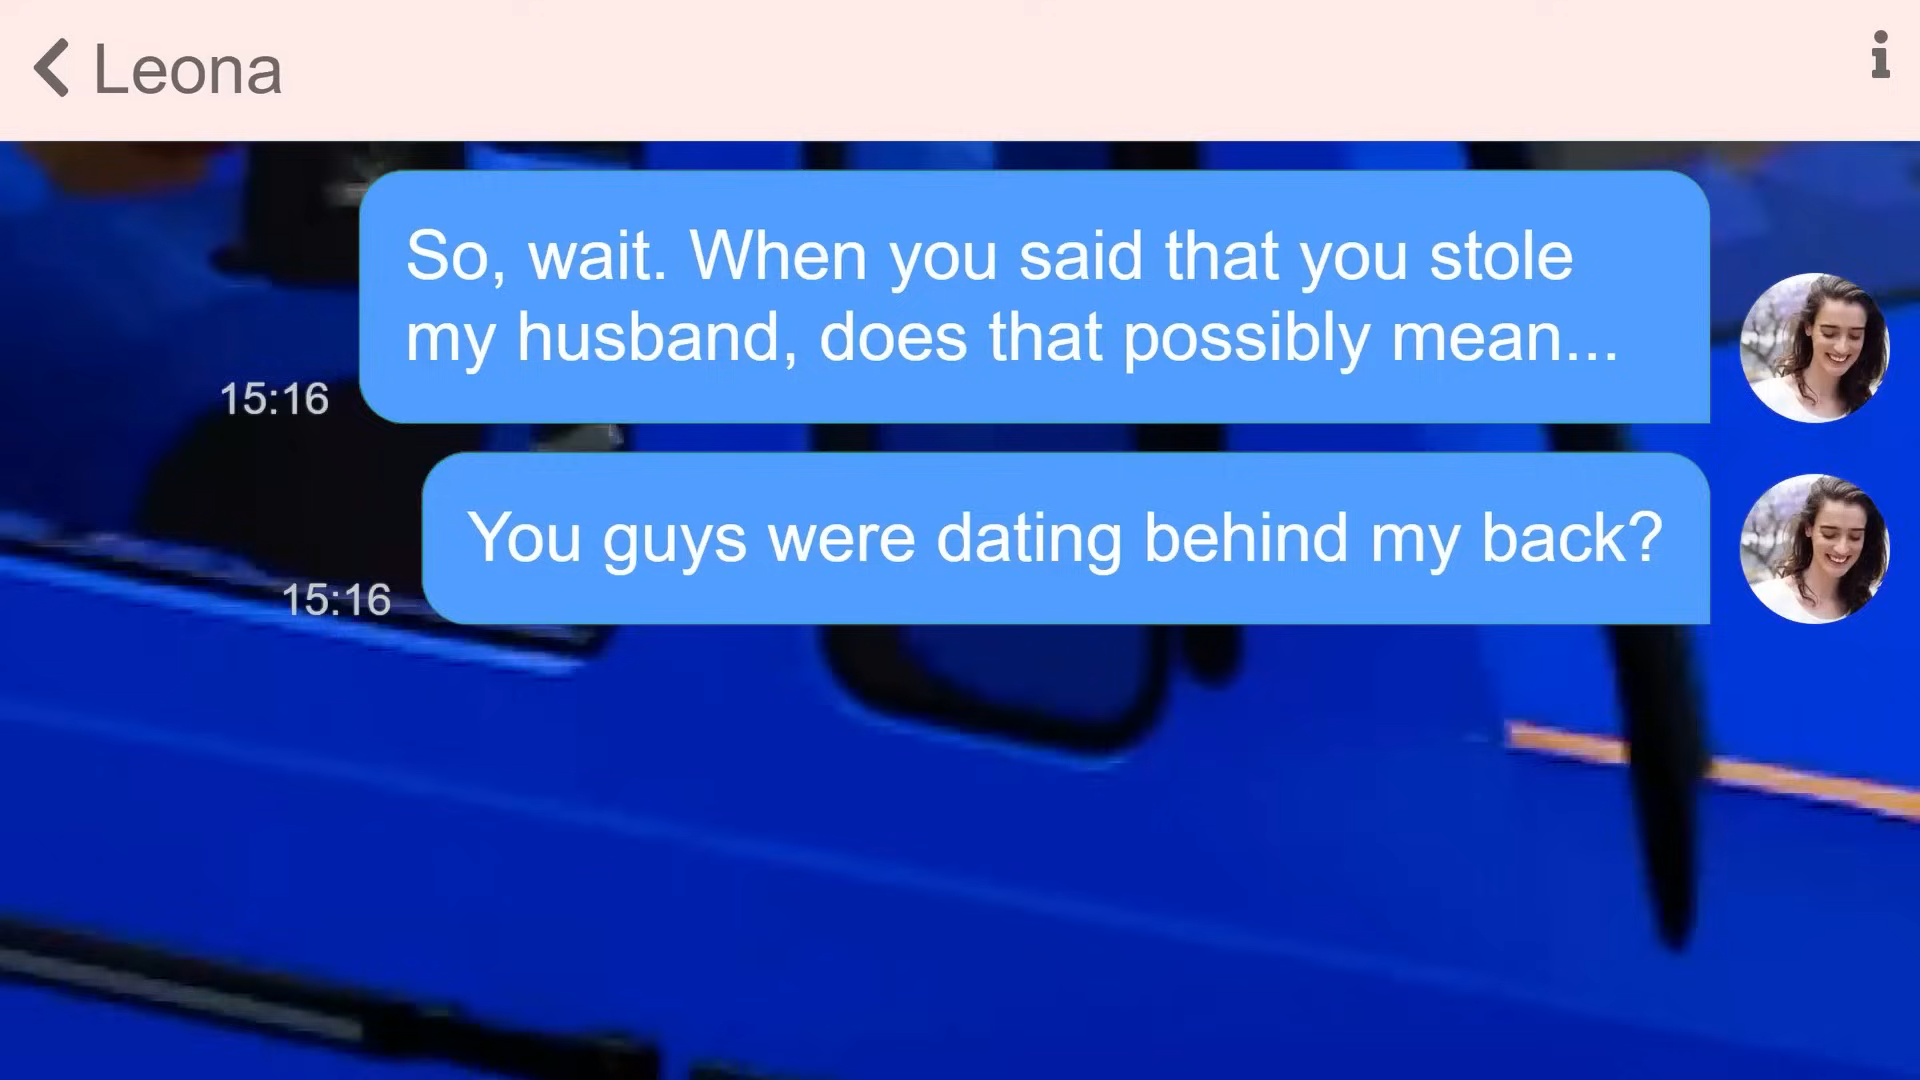 Leona
So, wait. When you said that you stole
my husband, does that possibly mean...
15:16
You guys were dating behind my back?
15:16